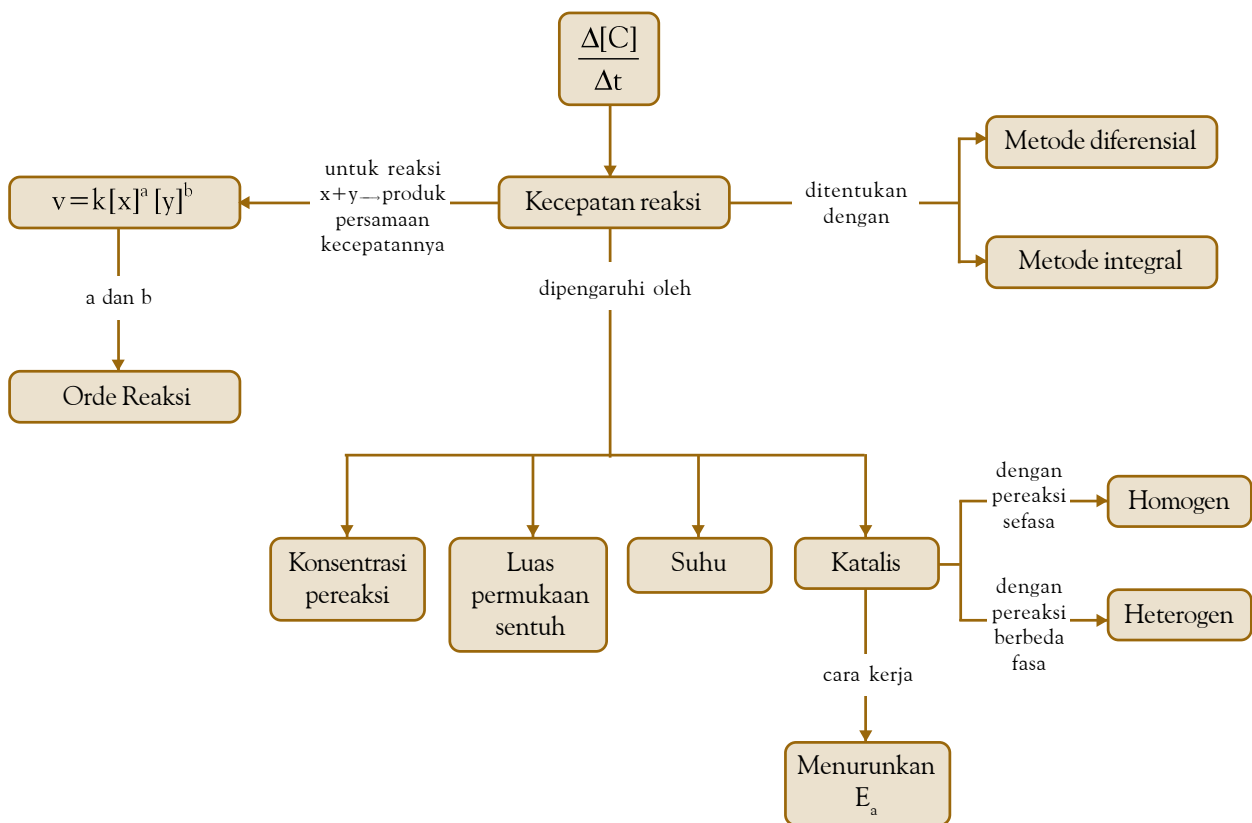 Δ[C]
Δt
Metode diferensial
untuk reaksi
x+y→produk
persamaan
kecepatannya
v=k[x]ᵃ[y]ᵇ
Kecepatan reaksi
ditentukan
dengan
Metode integral
a dan b
dipengaruhi oleh
Orde Reaksi
dengan
pereaksi
sefasa
Homogen
Konsentrasi
pereaksi
Luas
permukaan
sentuh
Suhu
Katalis
dengan
pereaksi
berbeda
fasa
Heterogen
cara kerja
Menurunkan
Eₐ